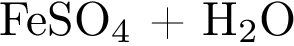 FeSO₄ + H₂O